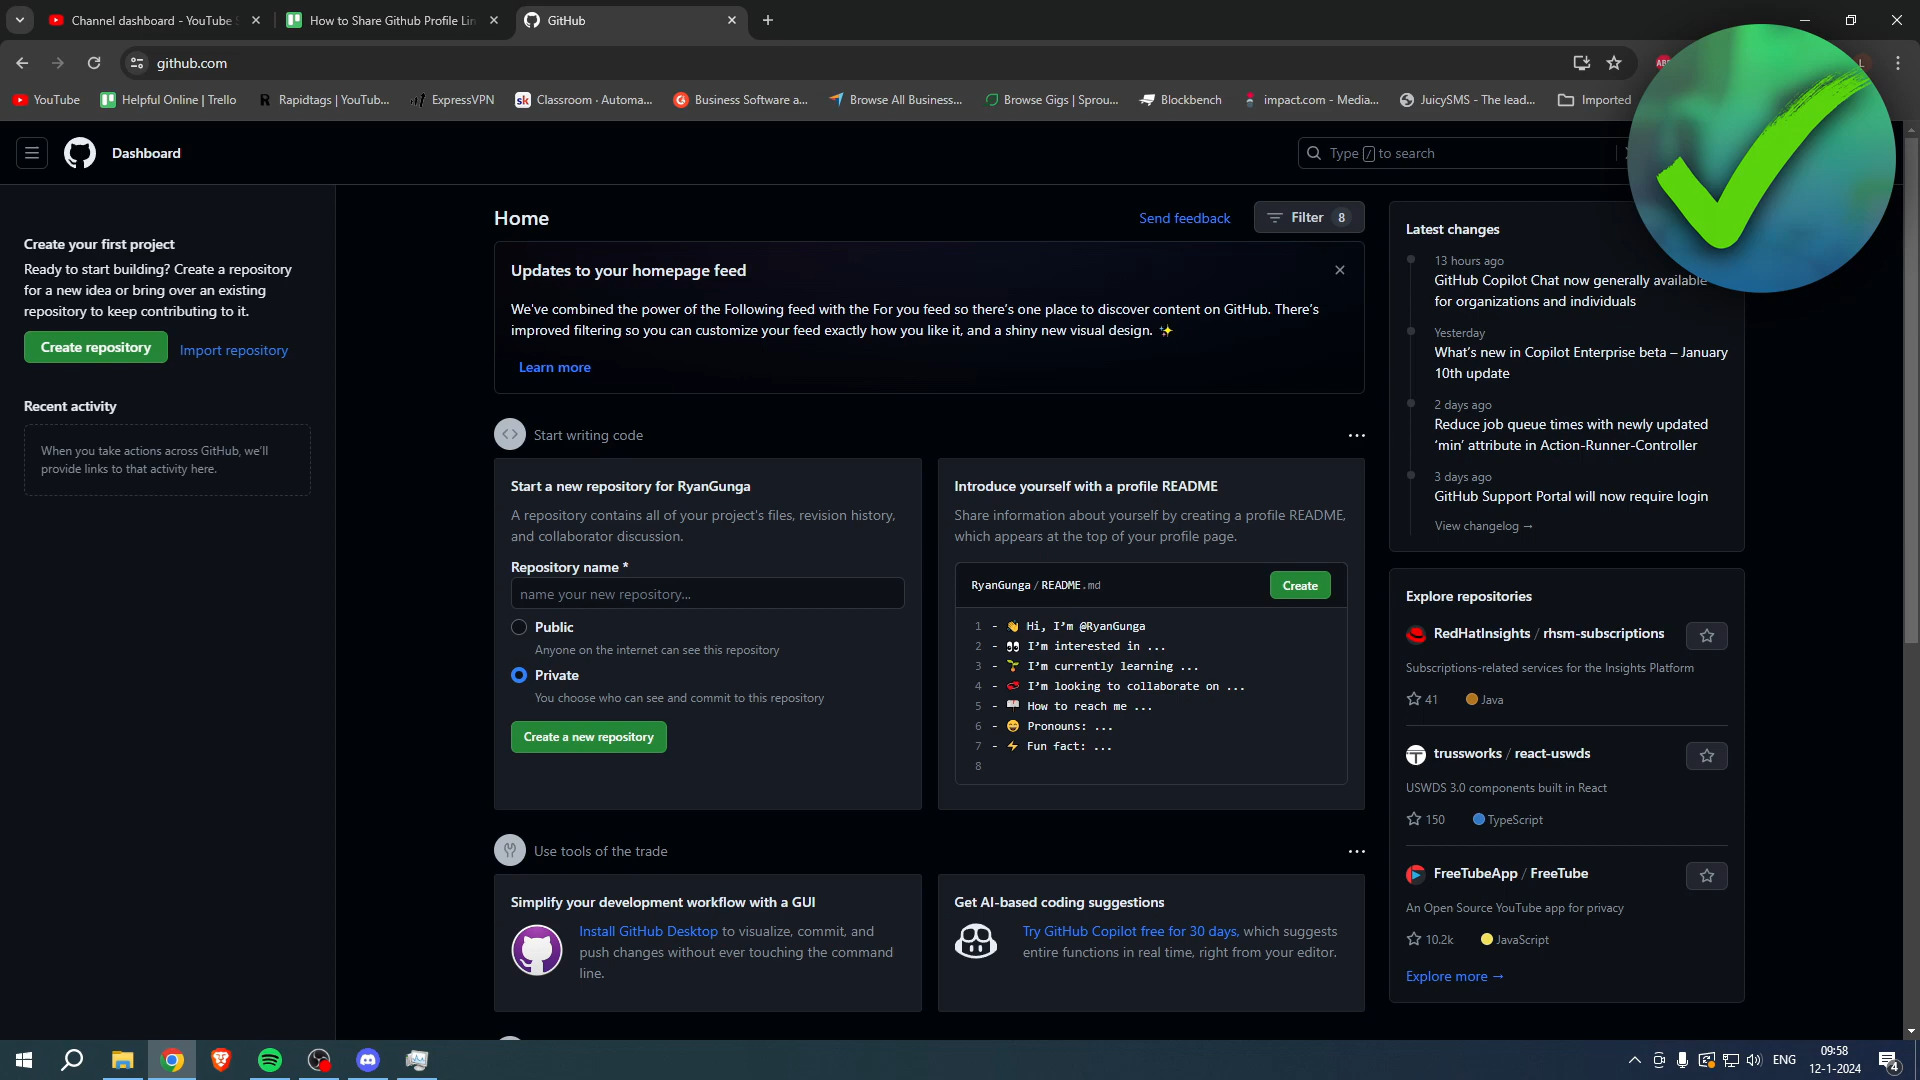 Channel dashboard - YouTube S
How to Share Github Profile Lin
GitHub
github.com
YouTube
Helpful Online | Trello
Rapidtags | YouTub...
ExpressVPN
Classroom · Automa...
Business Software a...
Browse All Business...
Browse Gigs | Sprou...
Blockbench
impact.com - Media...
JuicySMS - The lead...
Imported
Dashboard
Type / to search
Create your first project
Ready to start building? Create a repository
for a new idea or bring over an existing
repository to keep contributing to it.
Create repository
Import repository
Recent activity
When you take actions across GitHub, we'll
provide links to that activity here.
Home
Send feedback
Filter 8
Updates to your homepage feed
We've combined the power of the Following feed with the For you feed so there's one place to discover content on GitHub. There's
improved filtering so you can customize your feed exactly how you like it, and a shiny new visual design. ✨
Learn more
Start writing code
Start a new repository for RyanGunga
A repository contains all of your project's files, revision history,
and collaborator discussion.
Repository name *
name your new repository...
Public
Anyone on the internet can see this repository
Private
You choose who can see and commit to this repository
Create a new repository
Introduce yourself with a profile README
Share information about yourself by creating a profile README,
which appears at the top of your profile page.
RyanGunga / README.md
Create
1 - 👋 Hi, I'm @RyanGunga
2 - 👀 I'm interested in ...
3 - 🌱 I'm currently learning ...
4 - 💞️ I'm looking to collaborate on ...
5 - 📫 How to reach me ...
6 - 😄 Pronouns: ...
7 - ⚡ Fun fact: ...
8
Use tools of the trade
Simplify your development workflow with a GUI
Install GitHub Desktop to visualize, commit, and
push changes without ever touching the command
line.
Get AI-based coding suggestions
Try GitHub Copilot free for 30 days, which suggests
entire functions in real time, right from your editor.
Latest changes
13 hours ago
GitHub Copilot Chat now generally available
for organizations and individuals
Yesterday
What's new in Copilot Enterprise beta – January
10th update
2 days ago
Reduce job queue times with newly updated
'min' attribute in Action-Runner-Controller
3 days ago
GitHub Support Portal will now require login
View changelog →
Explore repositories
RedHatInsights / rhsm-subscriptions
Subscriptions-related services for the Insights Platform
41
Java
trussworks / react-uswds
USWDS 3.0 components built in React
150
TypeScript
FreeTubeApp / FreeTube
An Open Source YouTube app for privacy
10.2k
JavaScript
Explore more →
ENG
09:58
12-1-2024
4